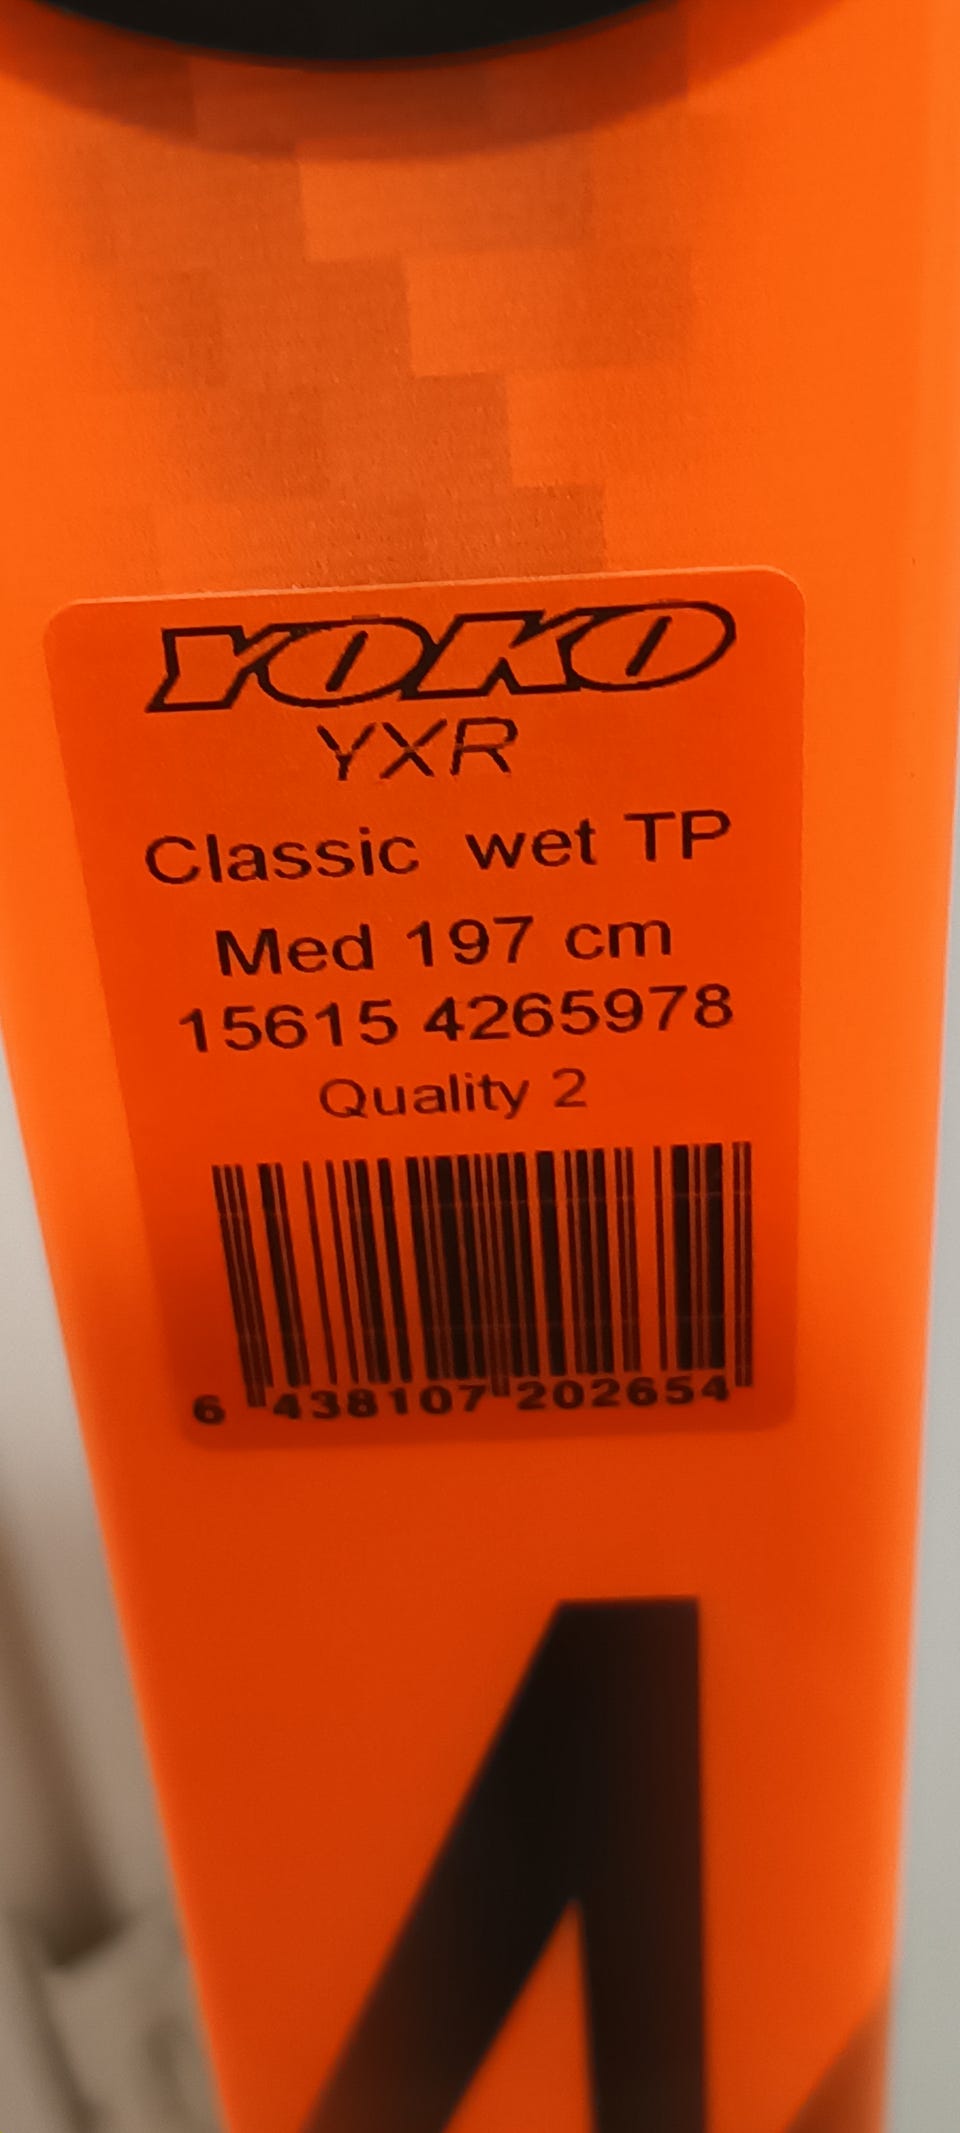 YOKO
YXR
Classic wet TP
Med 197 cm
15615 4265978
Quality 2
6 438107 202654